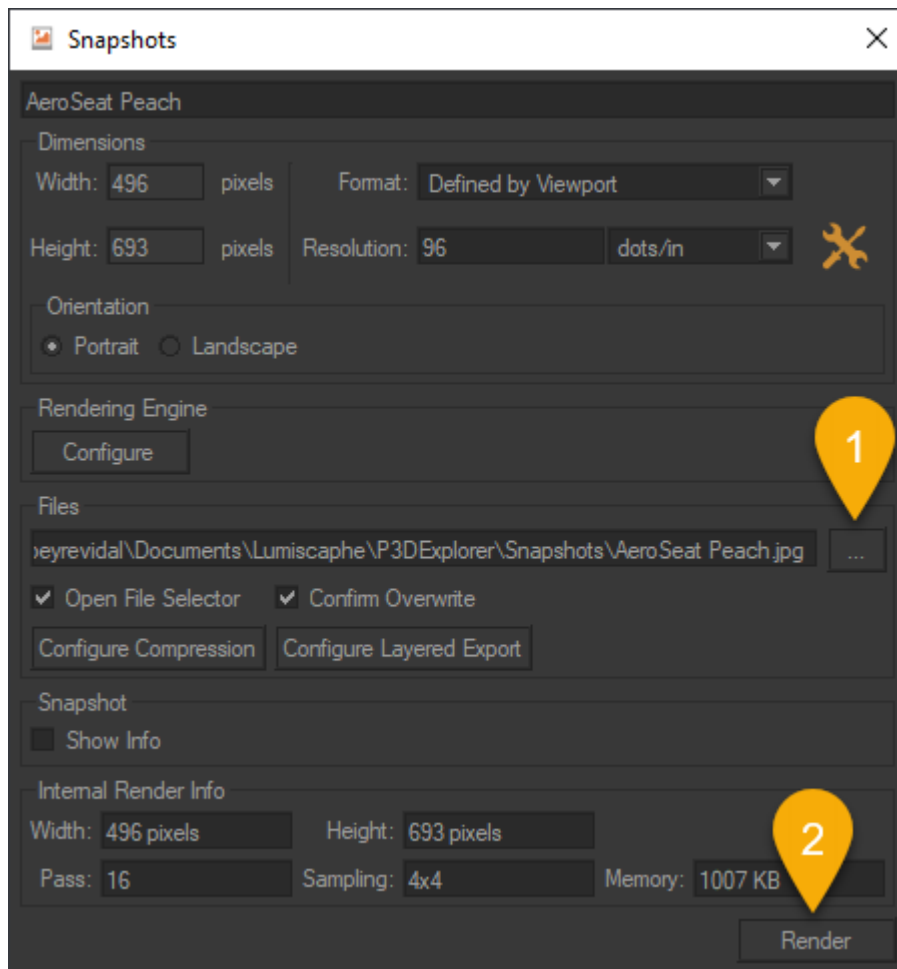 Snapshots
AeroSeat Peach
Dimensions
Width: 496 pixels Format: Defined by Viewport
Height: 693 pixels Resolution: 96 dots/in
Orientation
Portrait Landscape
Rendering Engine
Configure
1
Files
peyrevidal\Documents\Lumiscaphe\P3DExplorer\Snapshots\AeroSeat Peach.jpg ...
Open File Selector Confirm Overwrite
Configure Compression Configure Layered Export
Snapshot
Show Info
Internal Render Info
Width: 496 pixels Height: 693 pixels
2
Pass: 16 Sampling: 4x4 Memory: 1007 KB
Render